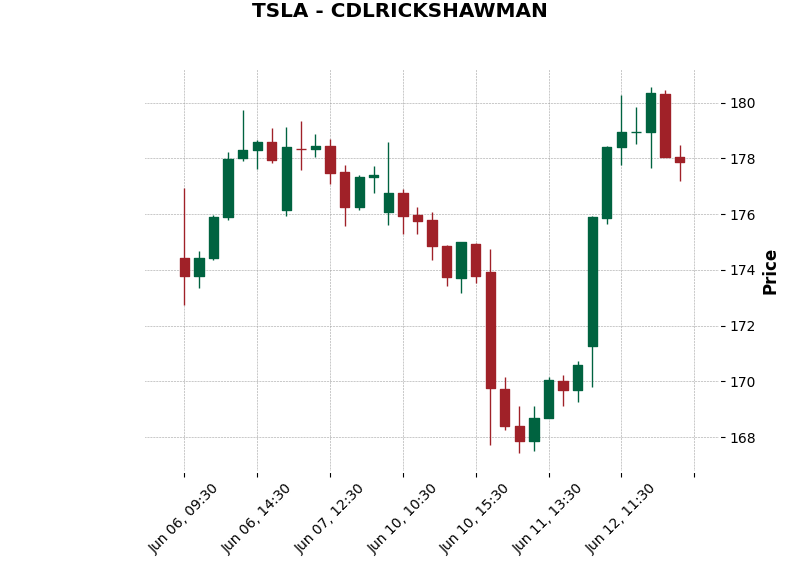 TSLA - CDLRICKSHAWMAN
180
178
176
174
172
170
168
Price
Jun 06, 09:30
Jun 06, 14:30
Jun 07, 12:30
Jun 10, 10:30
Jun 10, 15:30
Jun 11, 13:30
Jun 12, 11:30